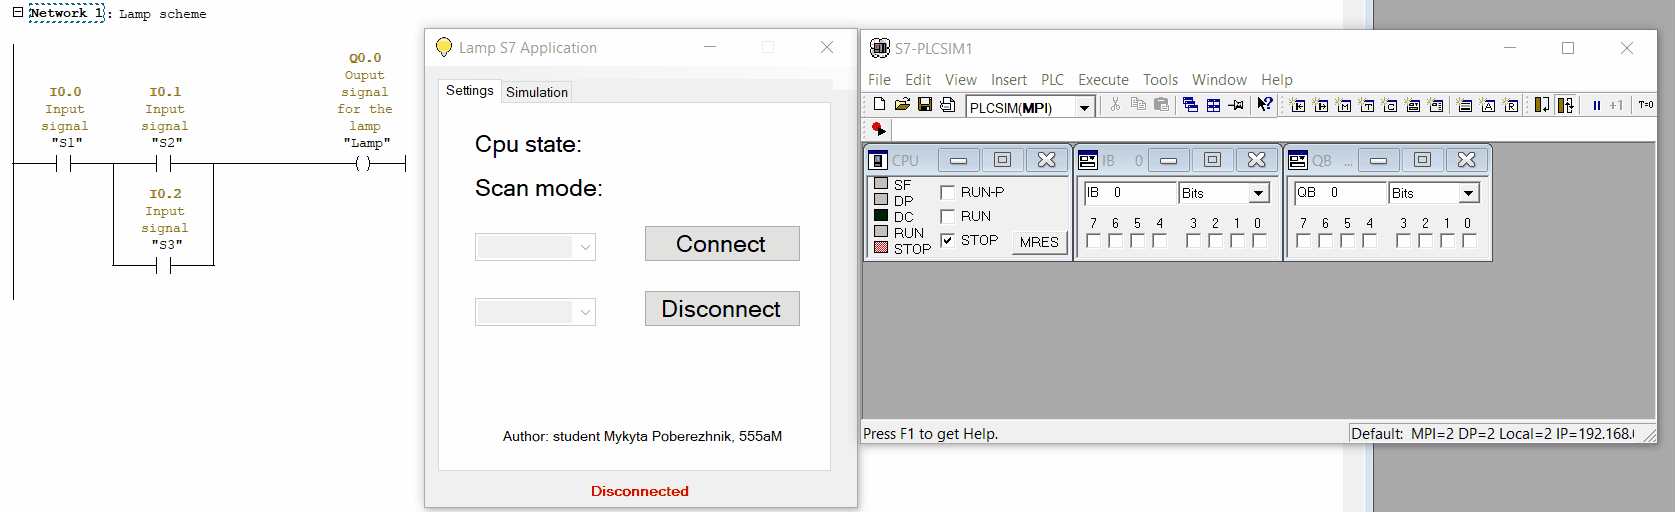 Network 1: Lamp scheme
I0.0
Input
signal
"S1"
I0.1
Input
signal
"S2"
Q0.0
Ouput
signal
for the
lamp
"Lamp"
I0.2
Input
signal
"S3"
Lamp S7 Application
Settings Simulation
Cpu state:
Scan mode:
Connect
Disconnect
Author: student Mykyta Poberezhnik, 555aM
Disconnected
S7-PLCSIM1
File Edit View Insert PLC Execute Tools Window Help
PLCSIM(MPI)
+1 T=0
CPU
SF
DP
DC
RUN
STOP
RUN-P
RUN
STOP
MRES
IB 0
IB 0 Bits
7 6 5 4 3 2 1 0
QB ...
QB 0 Bits
7 6 5 4 3 2 1 0
Press F1 to get Help.
Default: MPI=2 DP=2 Local=2 IP=192.168.